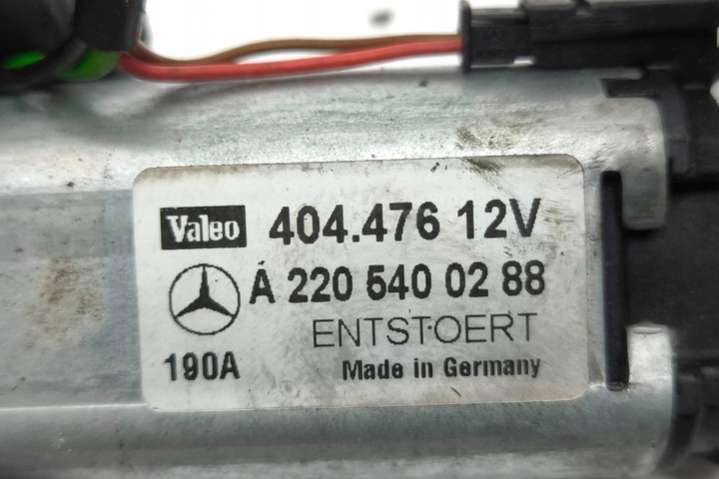 Valeo 404.476 12V
A 220 540 02 88
ENTSTOERT
190A Made in Germany